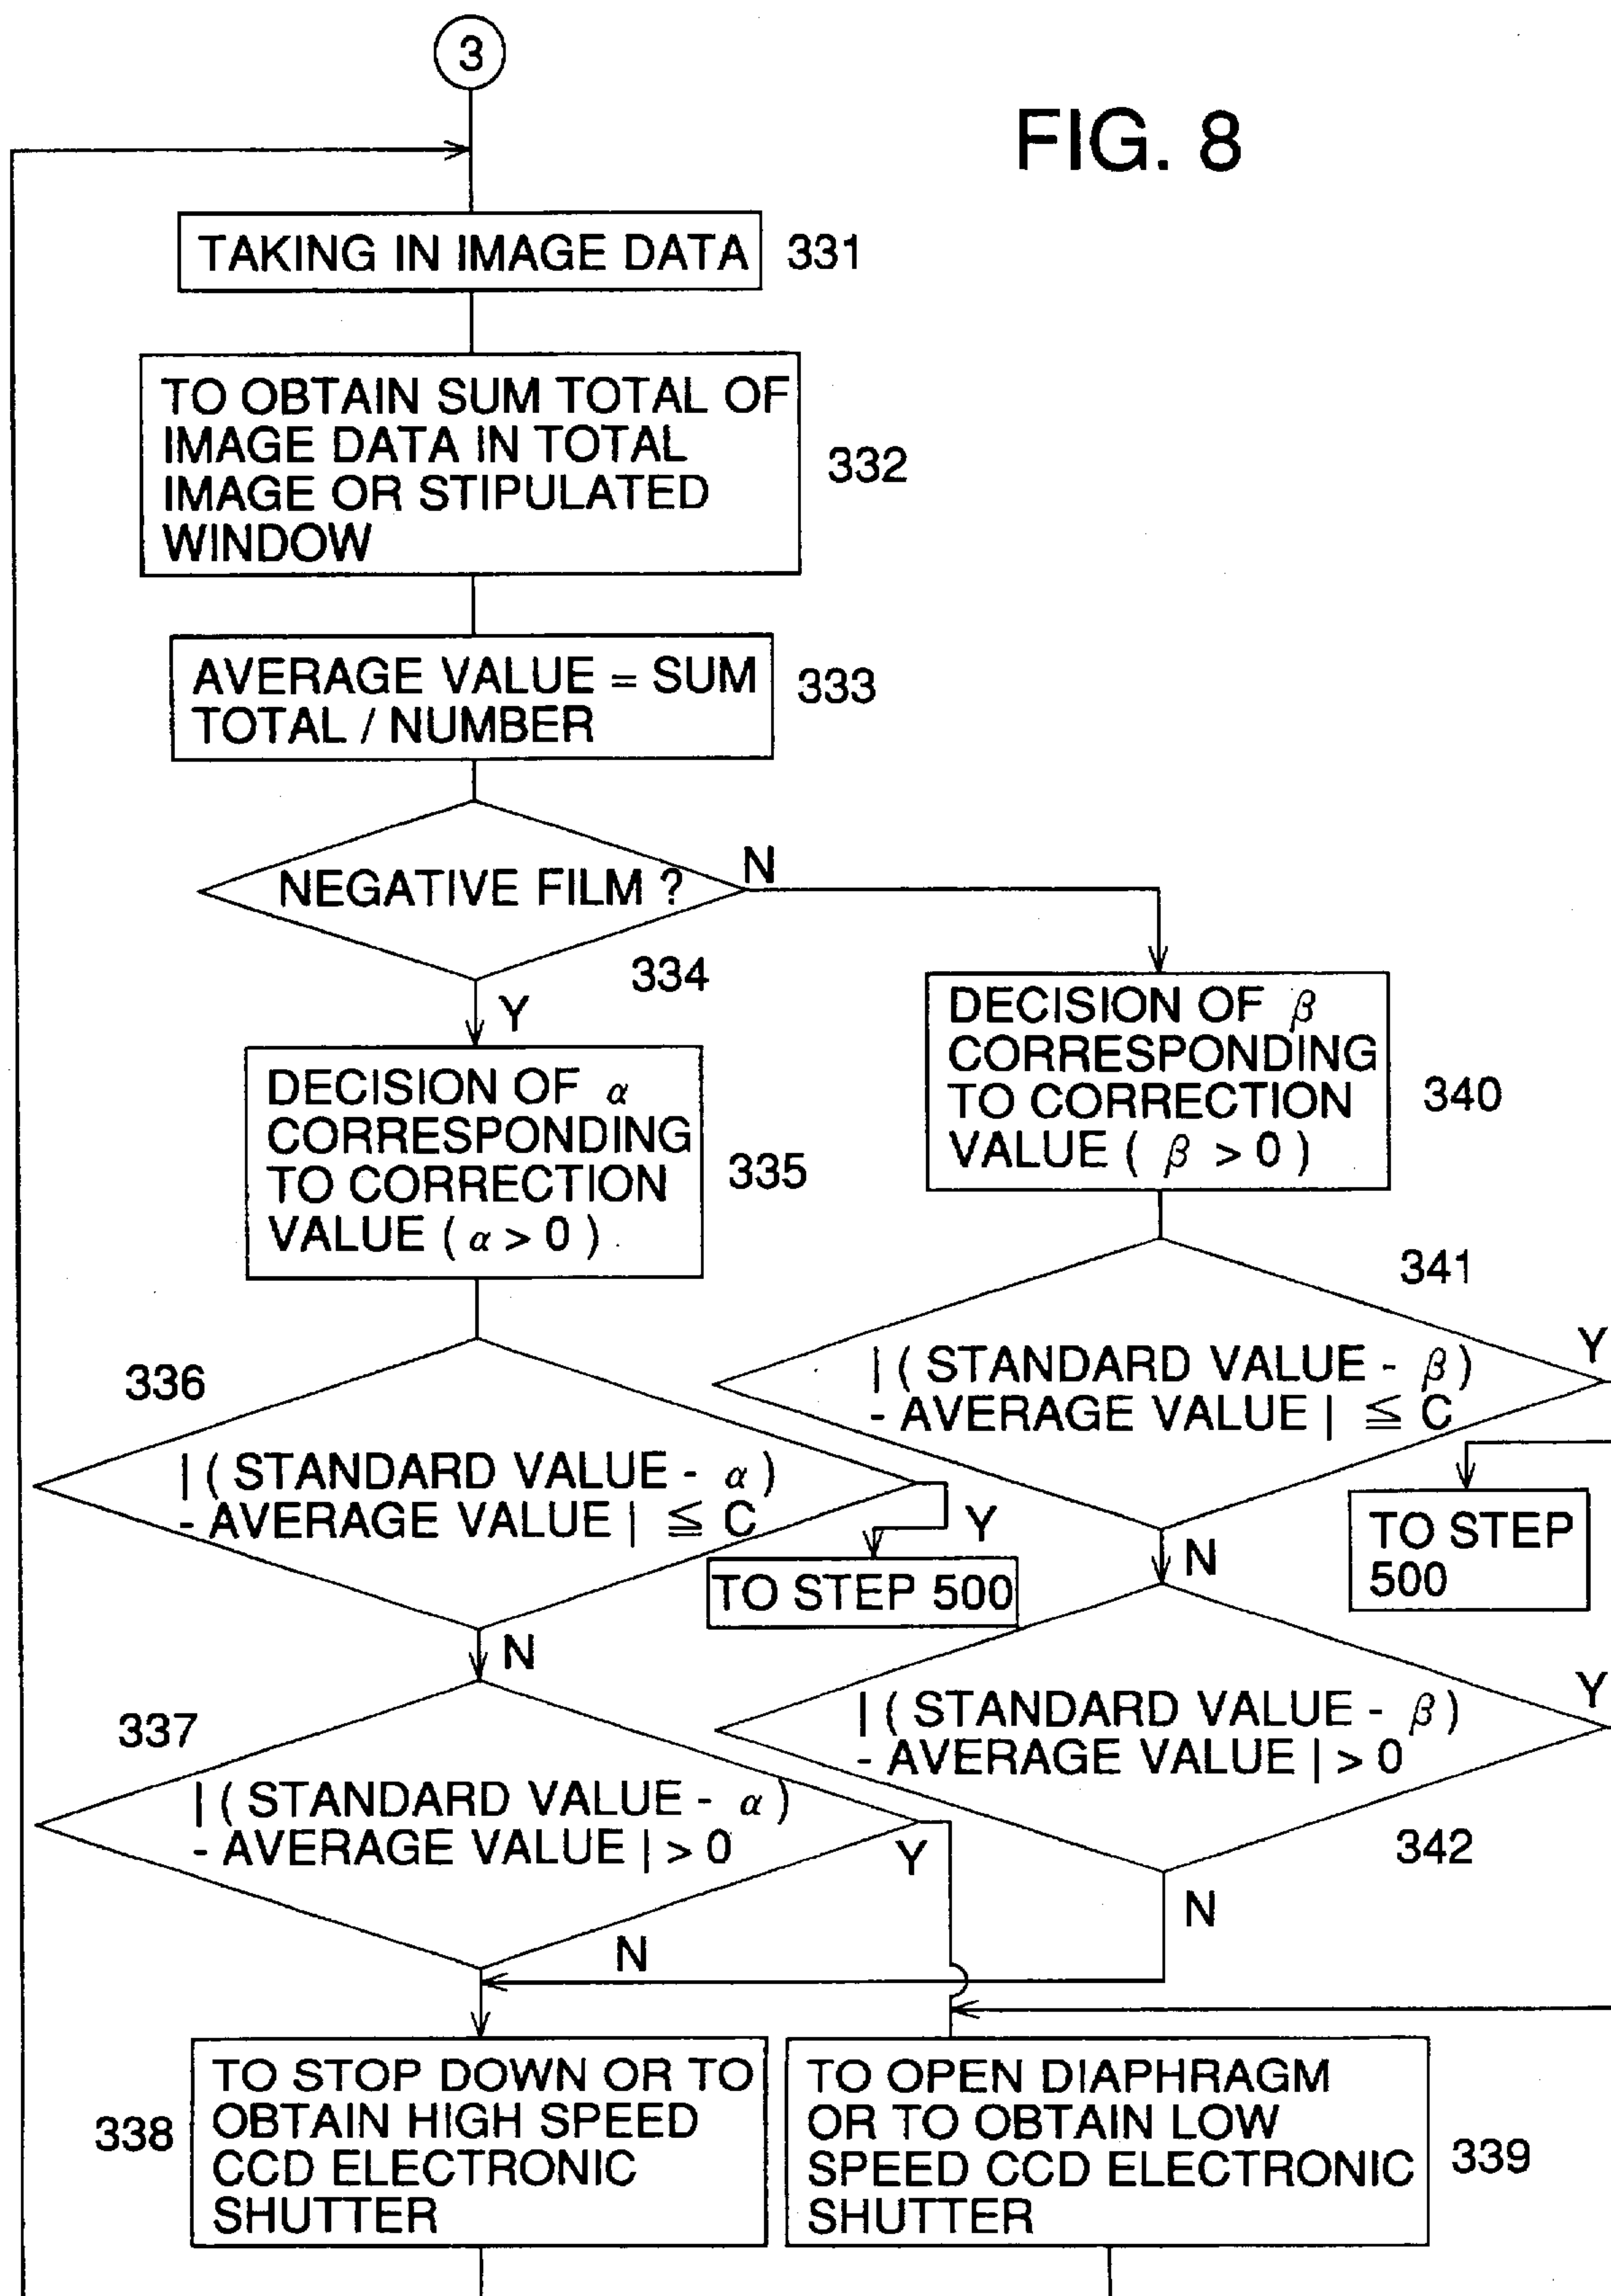 3
FIG. 8
TAKING IN IMAGE DATA
331
TO OBTAIN SUM TOTAL OF
IMAGE DATA IN TOTAL
IMAGE OR STIPULATED
WINDOW
332
AVERAGE VALUE = SUM
TOTAL / NUMBER
333
NEGATIVE FILM ?
N
334
Y
DECISION OF α
CORRESPONDING
TO CORRECTION
VALUE ( α > 0 )
335
DECISION OF β
CORRESPONDING
TO CORRECTION
VALUE ( β > 0 )
340
336
| ( STANDARD VALUE - α )
- AVERAGE VALUE | ≦ C
Y
TO STEP 500
N
341
| ( STANDARD VALUE - β )
- AVERAGE VALUE | ≦ C
Y
TO STEP
500
N
337
| ( STANDARD VALUE - α )
- AVERAGE VALUE | > 0
Y
N
| ( STANDARD VALUE - β )
- AVERAGE VALUE | > 0
Y
342
N
338
TO STOP DOWN OR TO
OBTAIN HIGH SPEED
CCD ELECTRONIC
SHUTTER
TO OPEN DIAPHRAGM
OR TO OBTAIN LOW
SPEED CCD ELECTRONIC
SHUTTER
339